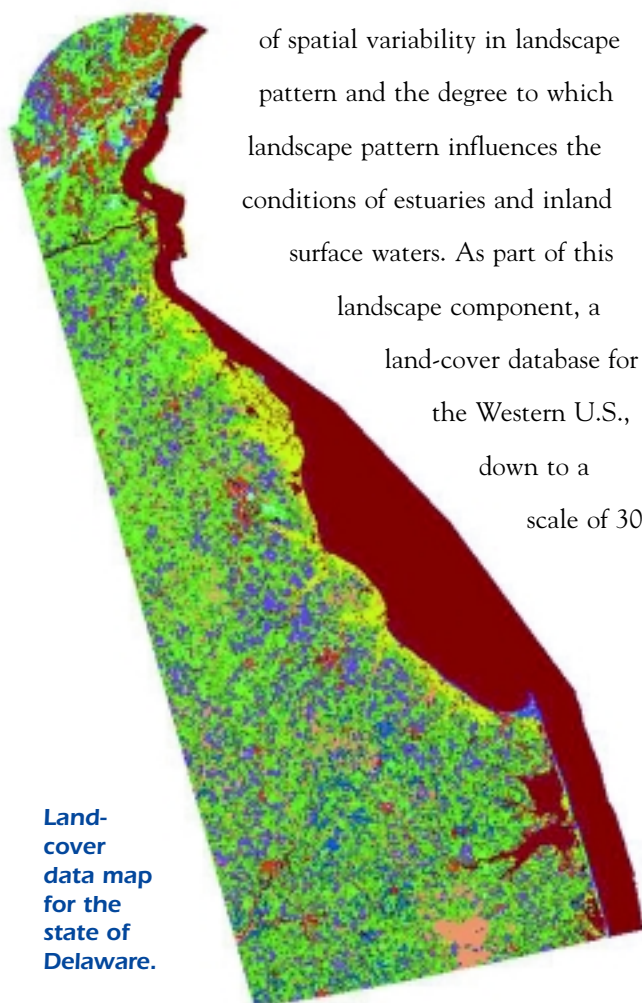 of spatial variability in landscape
pattern and the degree to which
landscape pattern influences the
conditions of estuaries and inland
surface waters. As part of this
landscape component, a
land-cover database for
the Western U.S.,
down to a
scale of 30
Land-
cover
data map
for the
state of
Delaware.